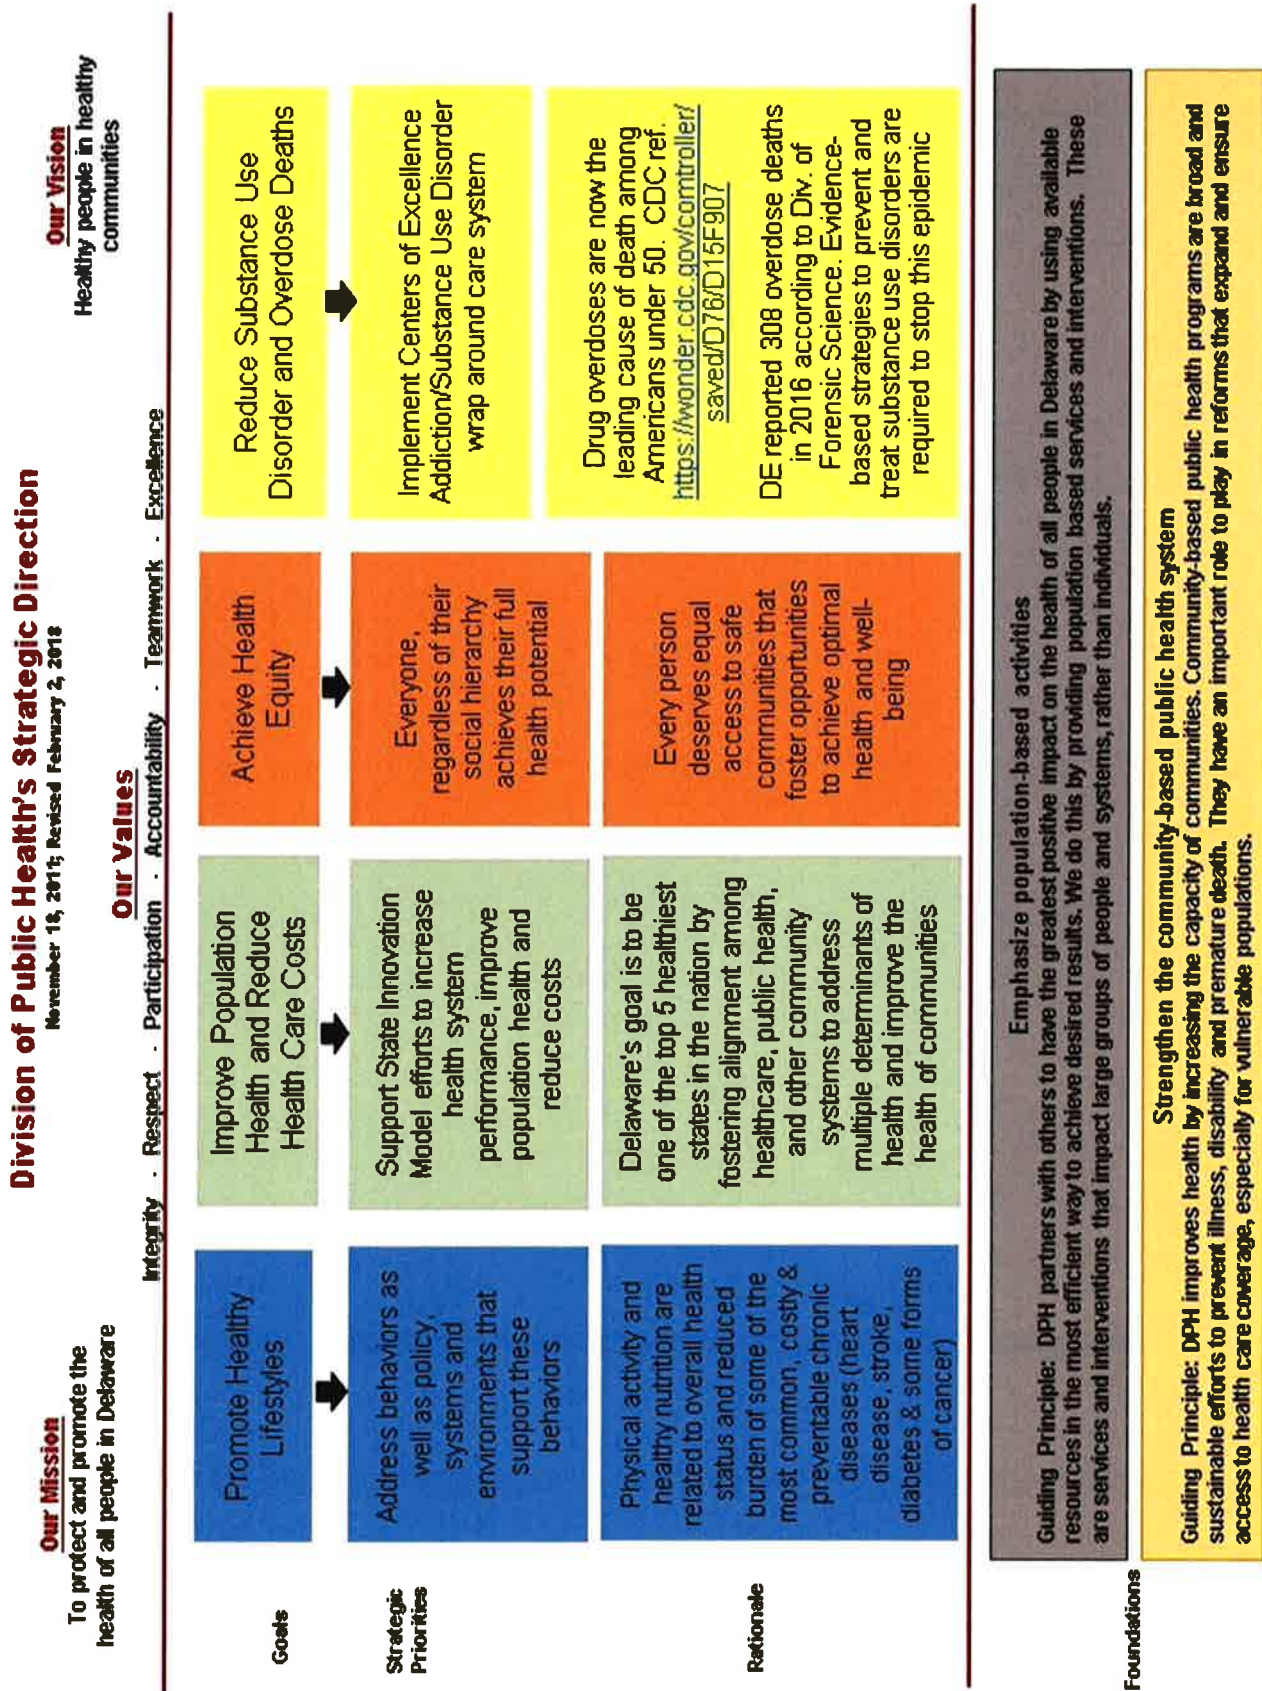 Division of Public Health's Strategic Direction
November 18, 2011; Revised February 2, 2018
Our Mission
To protect and promote the
health of all people in Delaware
Our Vision
Healthy people in healthy
communities
Our Values
Integrity - Respect - Participation - Accountability - Teamwork - Excellence
Goals
Promote Healthy
Lifestyles
Improve Population
Health and Reduce
Health Care Costs
Achieve Health
Equity
Reduce Substance Use
Disorder and Overdose Deaths
Strategic
Priorities
Address behaviors as
well as policy,
systems and
environments that
support these
behaviors
Support State Innovation
Model efforts to increase
health system
performance, improve
population health and
reduce costs
Everyone,
regardless of their
social hierarchy
achieves their full
health potential
Implement Centers of Excellence
Addiction/Substance Use Disorder
wrap around care system
Rationale
Physical activity and
healthy nutrition are
related to overall health
status and reduced
burden of some of the
most common, costly &
preventable chronic
diseases (heart
disease, stroke,
diabetes & some forms
of cancer)
Delaware's goal is to be
one of the top 5 healthiest
states in the nation by
fostering alignment among
healthcare, public health,
and other community
systems to address
multiple determinants of
health and improve the
health of communities
Every person
deserves equal
access to safe
communities that
foster opportunities
to achieve optimal
health and well-
being
Drug overdoses are now the
leading cause of death among
Americans under 50. CDC ref.
https://wonder.cdc.gov/controller/
saved/D76/D15F907
DE reported 308 overdose deaths
in 2016 according to Div. of
Forensic Science. Evidence-
based strategies to prevent and
treat substance use disorders are
required to stop this epidemic
Foundations
Emphasize population-based activities
Guiding Principle: DPH partners with others to have the greatest positive impact on the health of all people in Delaware by using available
resources in the most efficient way to achieve desired results. We do this by providing population based services and interventions. These
are services and interventions that impact large groups of people and systems, rather than individuals.
Strengthen the community-based public health system
Guiding Principle: DPH improves health by increasing the capacity of communities. Community-based public health programs are broad and
sustainable efforts to prevent illness, disability and premature death. They have an important role to play in reforms that expand and ensure
access to health care coverage, especially for vulnerable populations.